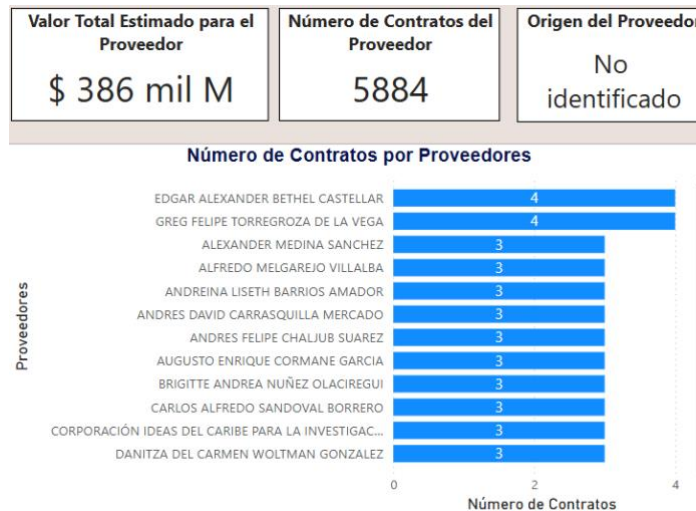 Valor Total Estimado para el
Proveedor
$ 386 mil M
Número de Contratos del
Proveedor
5884
Origen del Proveedor
No
identificado
Número de Contratos por Proveedores
Proveedores
EDGAR ALEXANDER BETHEL CASTELLAR 4
GREG FELIPE TORREGROZA DE LA VEGA 4
ALEXANDER MEDINA SANCHEZ 3
ALFREDO MELGAREJO VILLALBA 3
ANDREINA LISETH BARRIOS AMADOR 3
ANDRES DAVID CARRASQUILLA MERCADO 3
ANDRES FELIPE CHALJUB SUAREZ 3
AUGUSTO ENRIQUE CORMANE GARCIA 3
BRIGITTE ANDREA NUÑEZ OLACIREGUI 3
CARLOS ALFREDO SANDOVAL BORRERO 3
CORPORACIÓN IDEAS DEL CARIBE PARA LA INVESTIGAC... 3
DANITZA DEL CARMEN WOLTMAN GONZALEZ 3
0 2 4
Número de Contratos